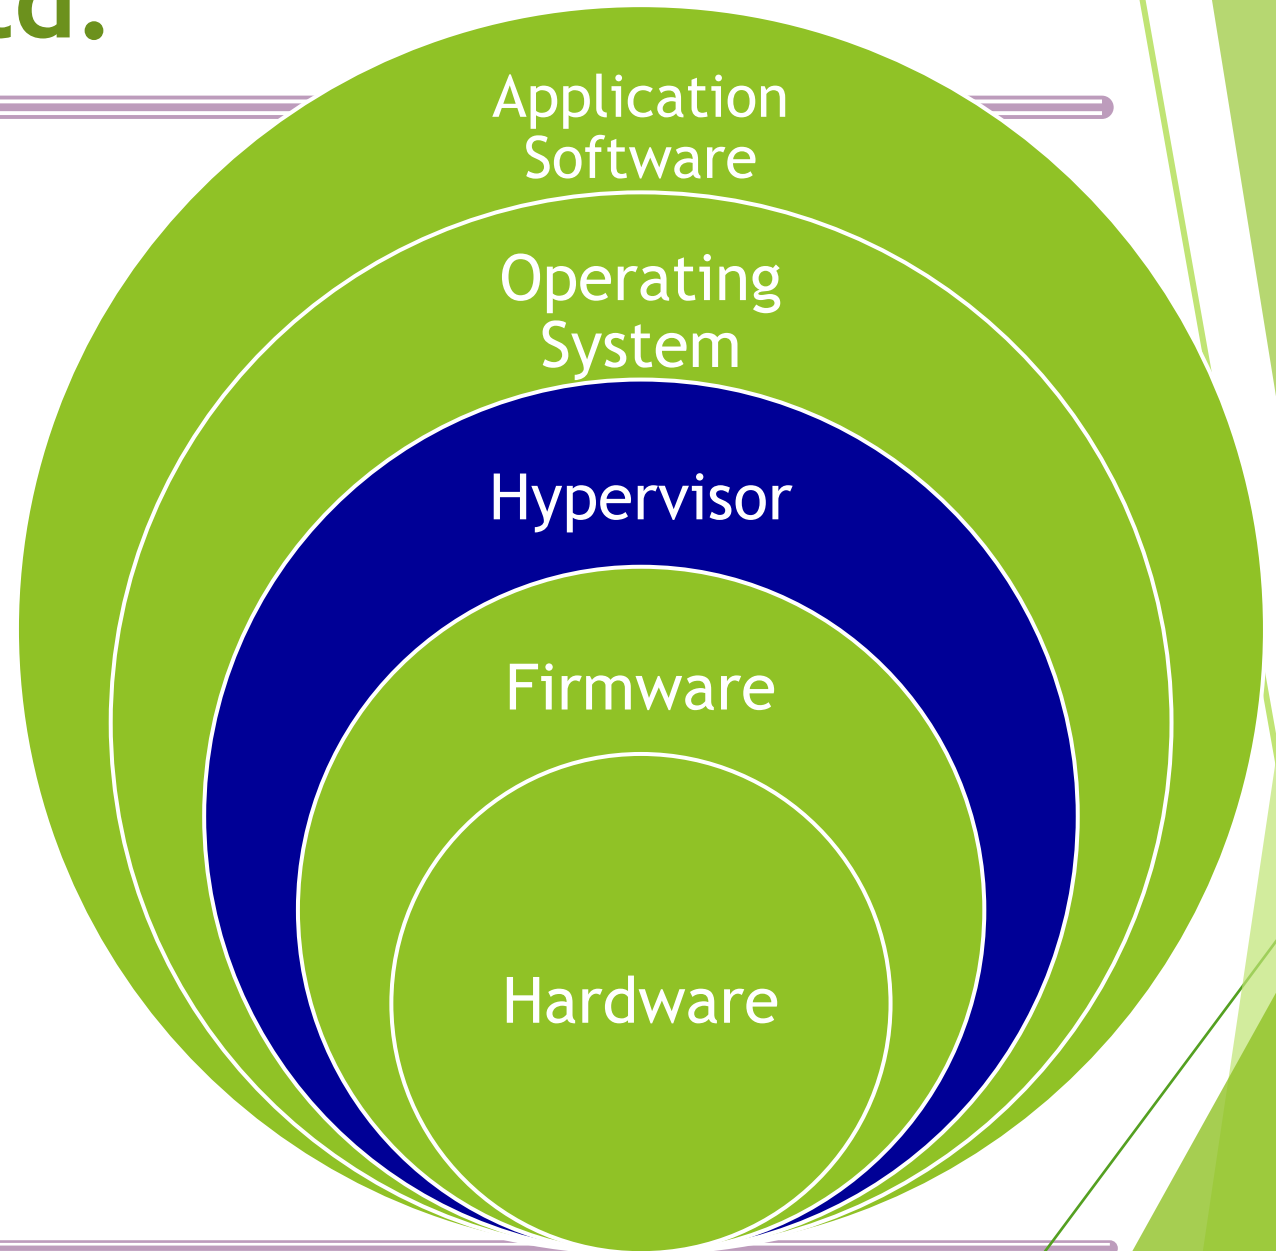 Application
Software
Operating
System
Hypervisor
Firmware
Hardware